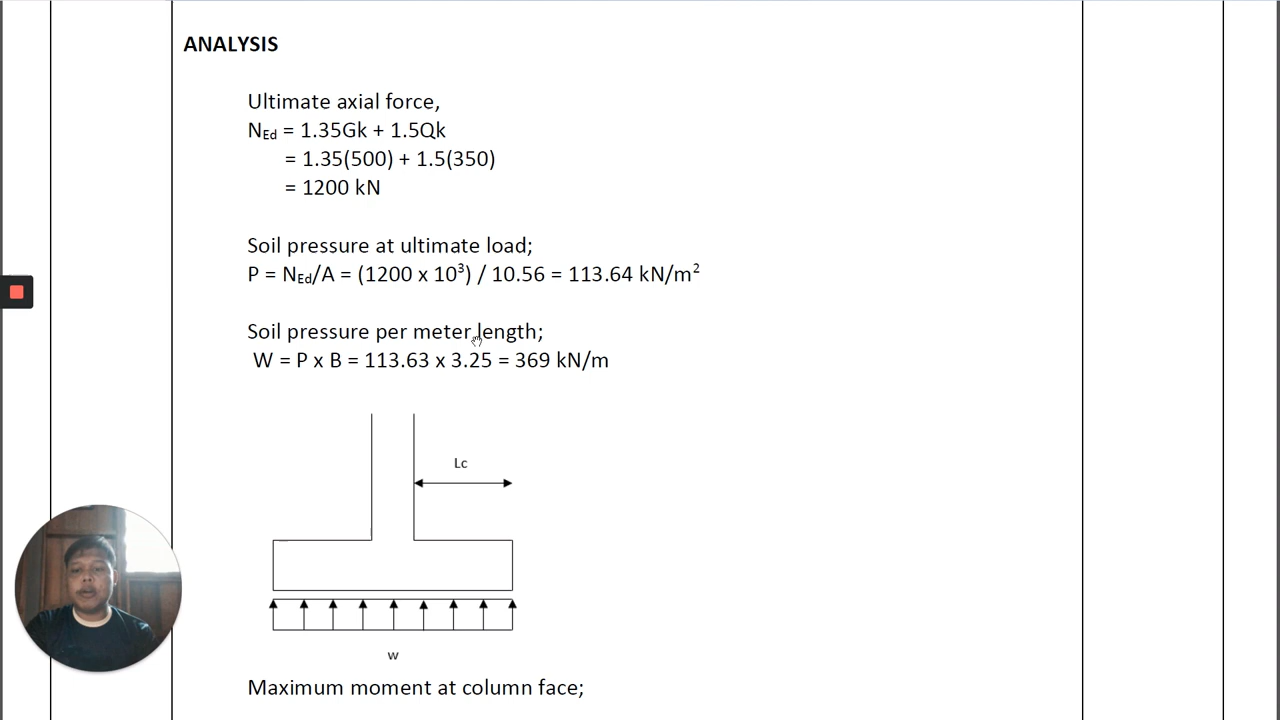 ANALYSIS
Ultimate axial force,
NEd = 1.35Gk + 1.5Qk
= 1.35(500) + 1.5(350)
= 1200 kN
Soil pressure at ultimate load;
P = NEd/A = (1200 x 10³) / 10.56 = 113.64 kN/m²
Soil pressure per meter length;
W = P x B = 113.63 x 3.25 = 369 kN/m
Lc
w
Maximum moment at column face;